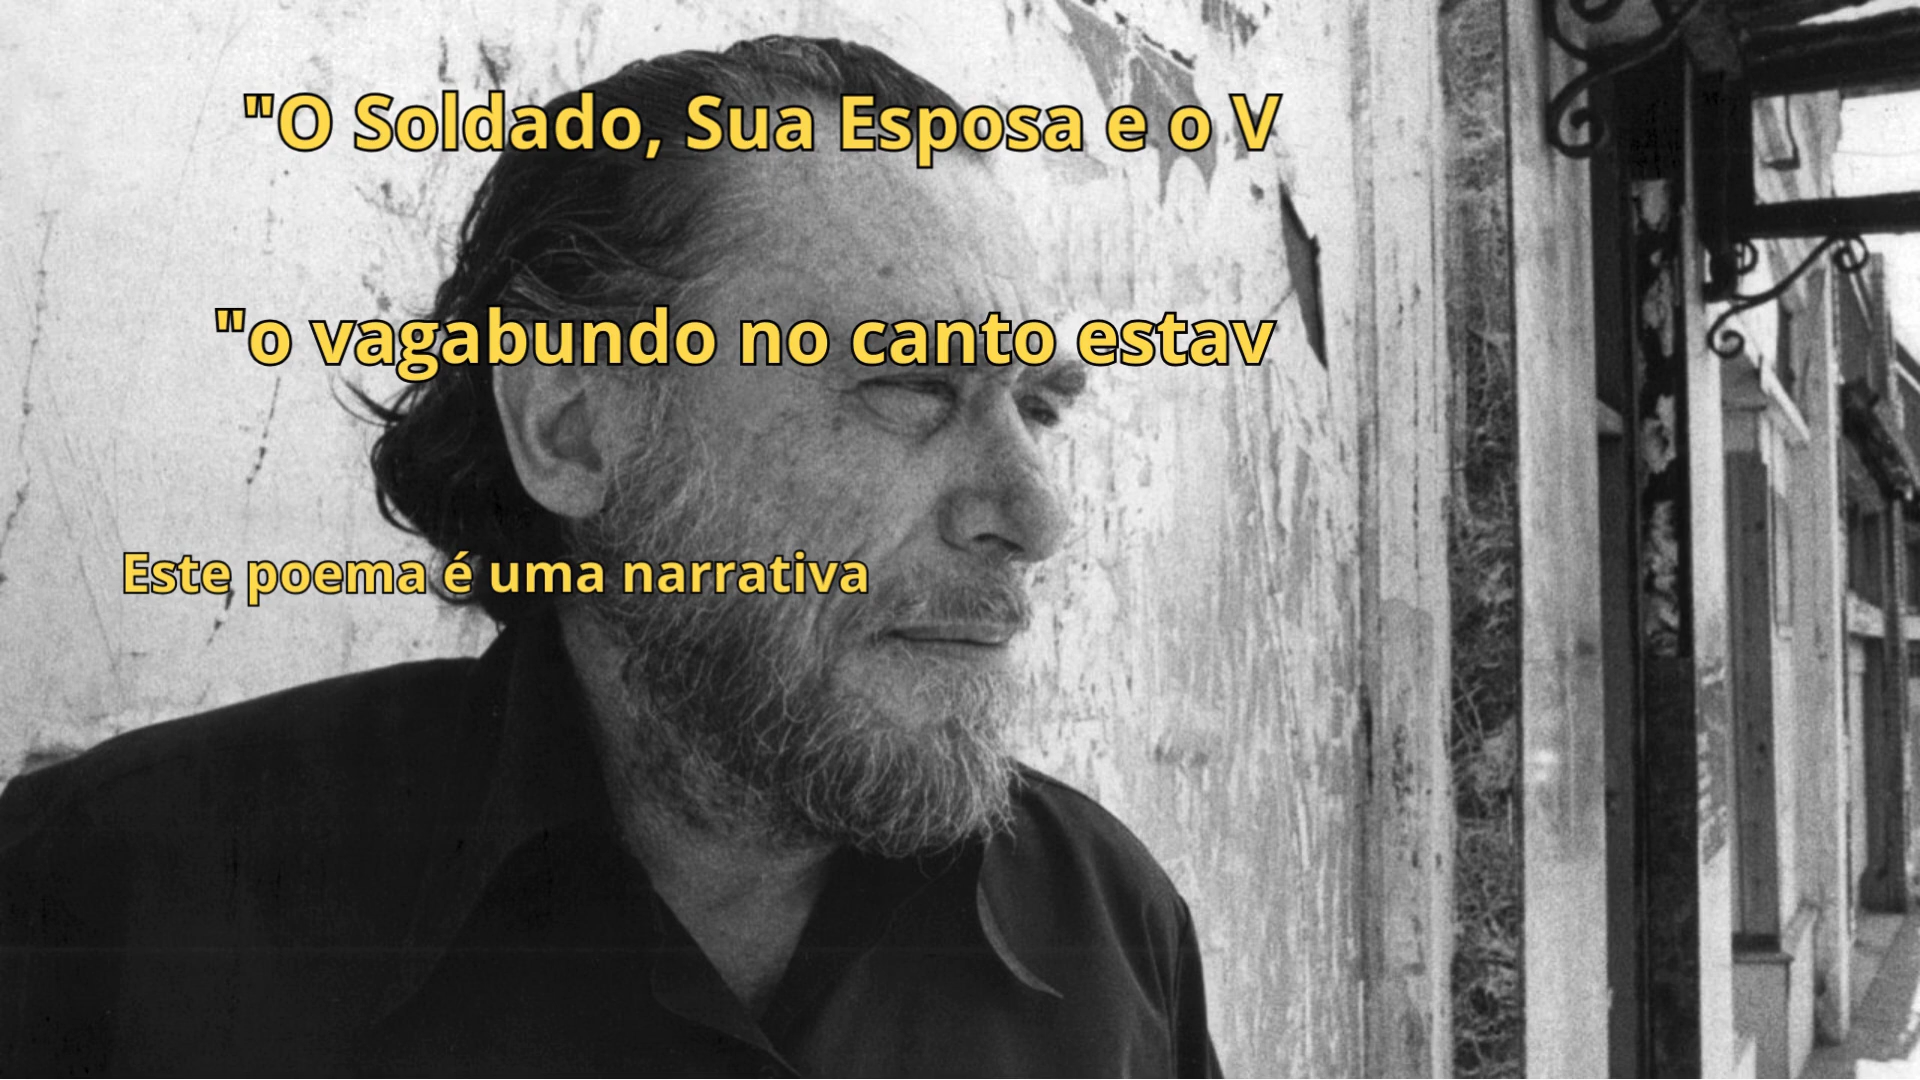 "O Soldado, Sua Esposa e o V
"o vagabundo no canto estav
Este poema é uma narrativa